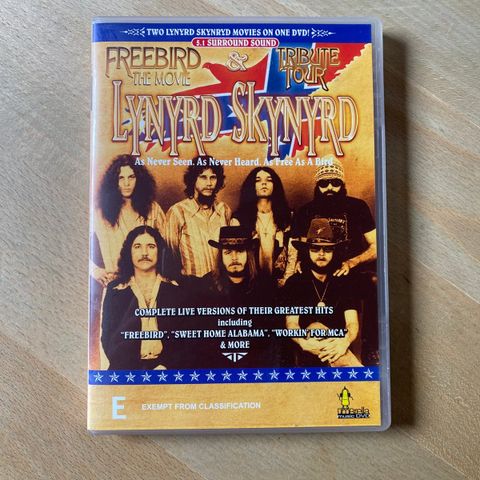 TWO LYNYRD SKYNYRD MOVIES ON ONE DVD!
5.1 SURROUND SOUND
FREEBIRD THE MOVIE
&
TRIBUTE TOUR
LYNYRD SKYNYRD
As Never Seen. As Never Heard. As Free As A Bird
COMPLETE LIVE VERSIONS OF THEIR GREATEST HITS
including
"FREEBIRD", "SWEET HOME ALABAMA", "WORKIN' FOR MCA"
& MORE
E EXEMPT FROM CLASSIFICATION
music DVD